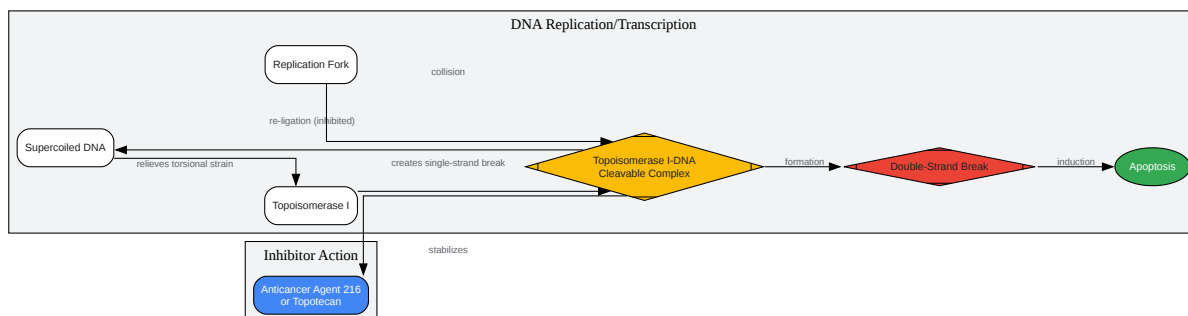 DNA Replication/Transcription
Replication Fork
collision
re-ligation (inhibited)
Supercoiled DNA
relieves torsional strain
creates single-strand break
Topoisomerase I-DNA
Cleavable Complex
formation
Double-Strand Break
induction
Apoptosis
Topoisomerase I
stabilizes
Inhibitor Action
Anticancer Agent 216
or Topotecan